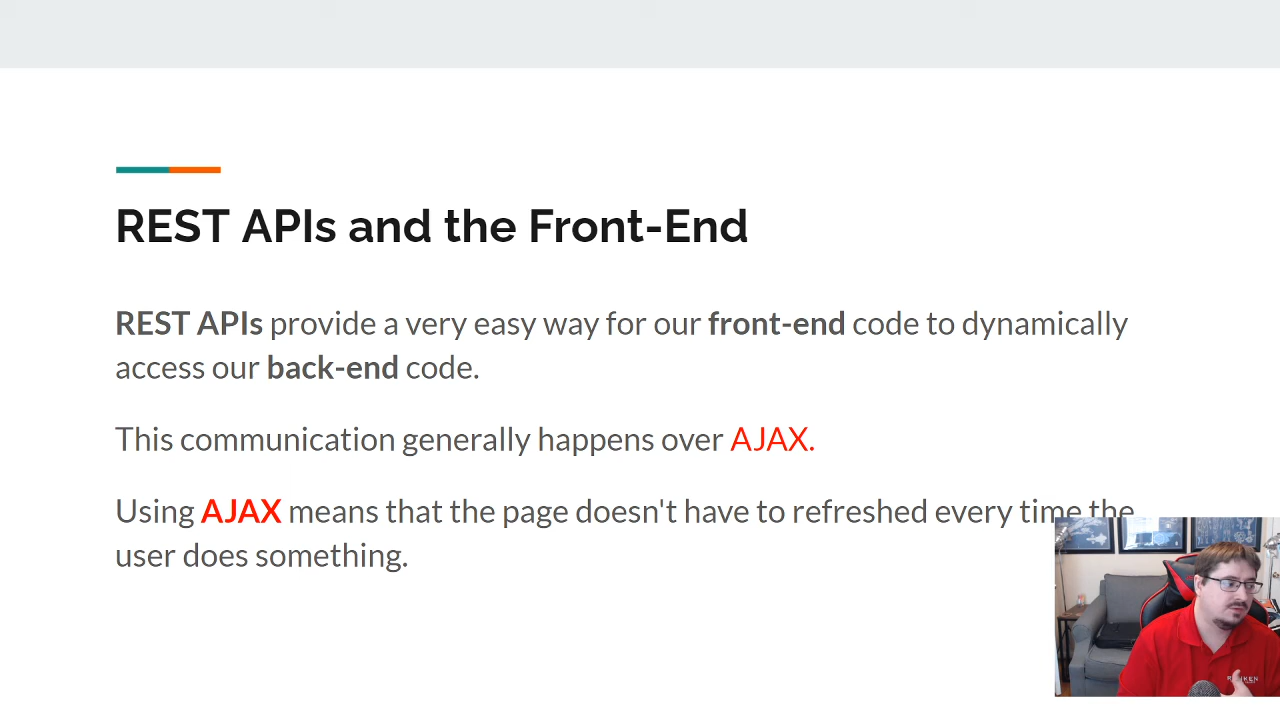 REST APIs and the Front-End
REST APIs provide a very easy way for our front-end code to dynamically
access our back-end code.
This communication generally happens over AJAX.
Using AJAX means that the page doesn't have to refreshed every time the
user does something.